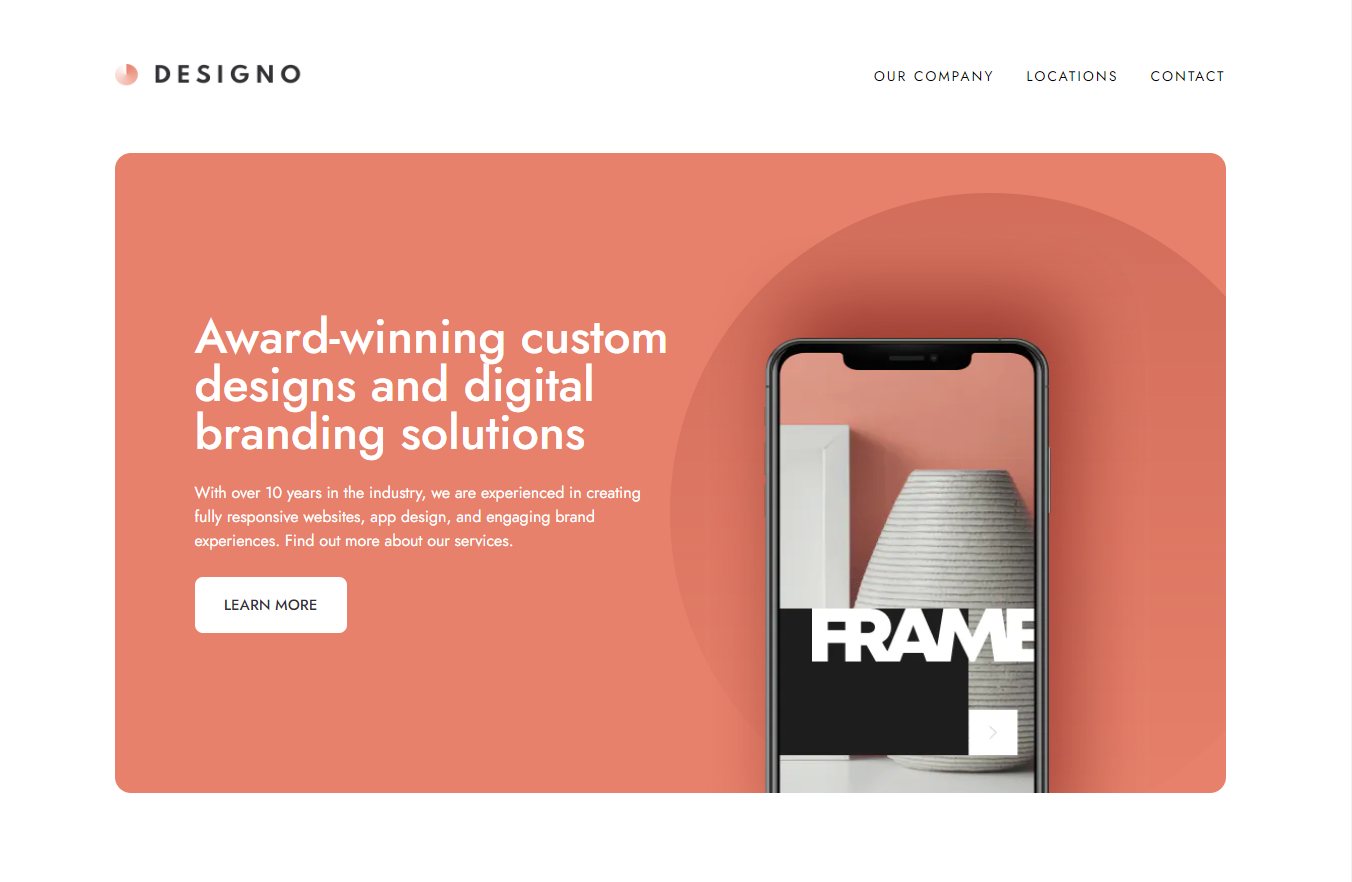 DESIGNO
OUR COMPANY LOCATIONS CONTACT
Award-winning custom
designs and digital
branding solutions
With over 10 years in the industry, we are experienced in creating
fully responsive websites, app design, and engaging brand
experiences. Find out more about our services.
LEARN MORE
FRAME